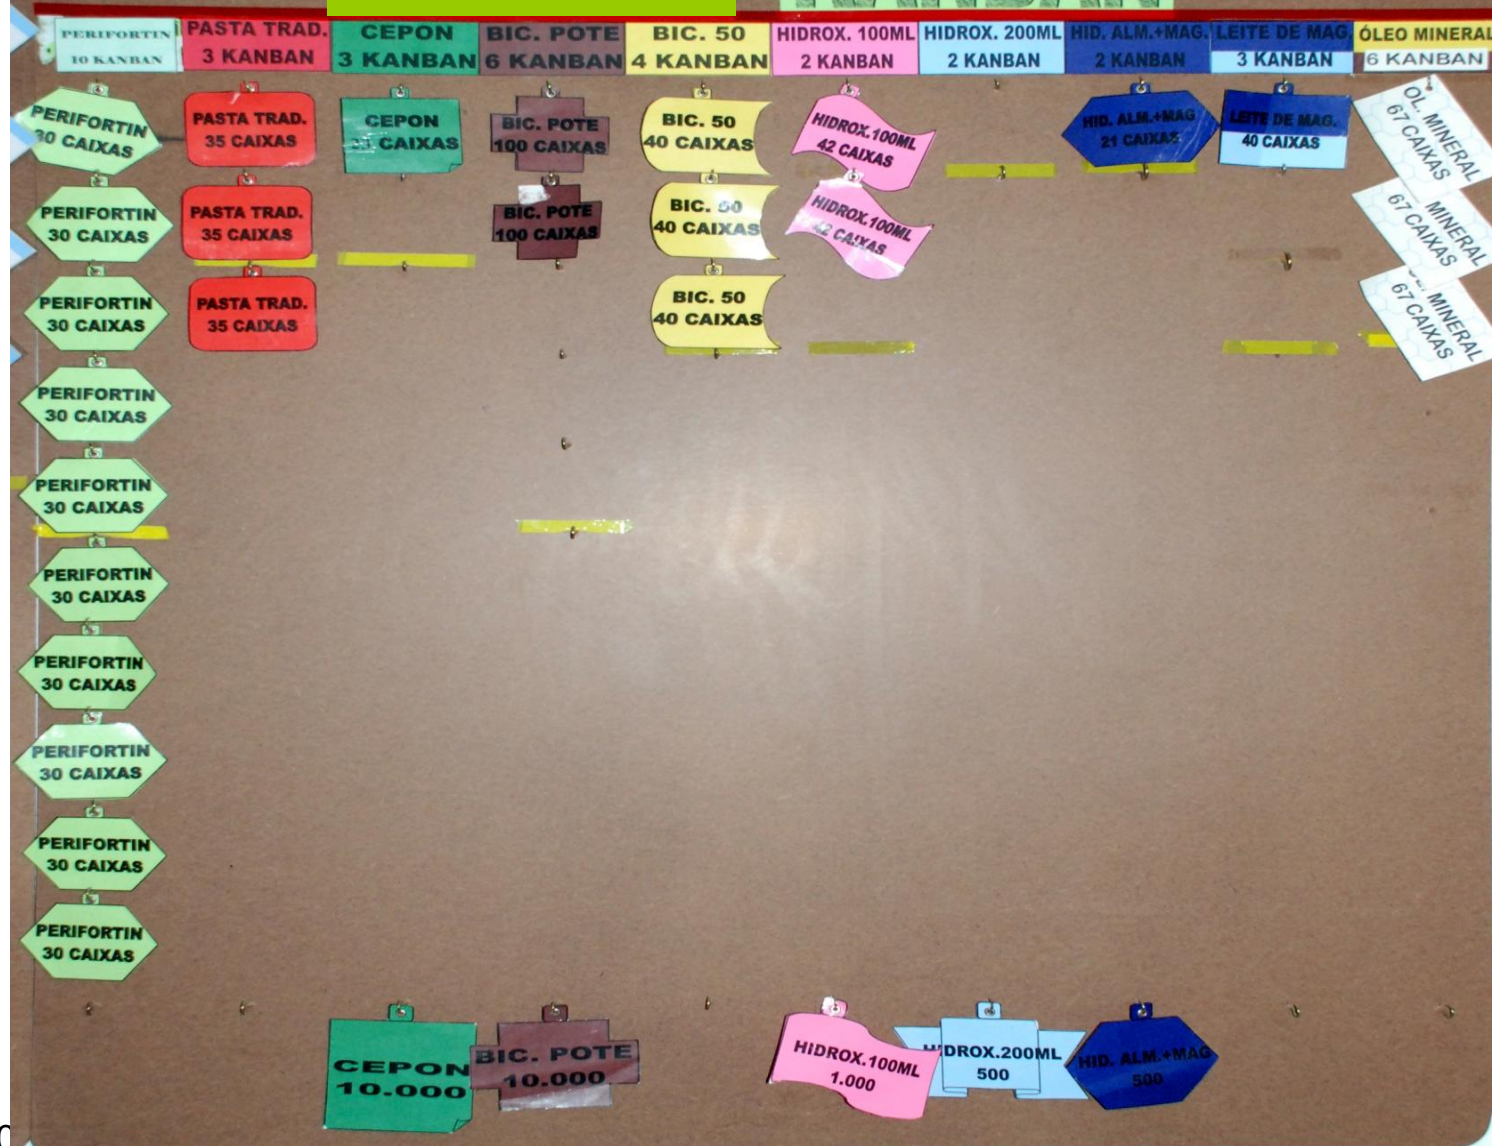 KANBAN
PERIFORTIN
10 KANBAN
PASTA TRAD.
3 KANBAN
CEPON
3 KANBAN
BIC. POTE
6 KANBAN
BIC. 50
4 KANBAN
HIDROX. 100ML
2 KANBAN
HIDROX. 200ML
2 KANBAN
HID. ALM.+MAG.
2 KANBAN
LEITE DE MAG.
3 KANBAN
ÓLEO MINERAL
6 KANBAN
PERIFORTIN
30 CAIXAS
PASTA TRAD.
35 CAIXAS
CEPON
CAIXAS
BIC. POTE
100 CAIXAS
BIC. 50
40 CAIXAS
HIDROX.100ML
42 CAIXAS
HID. ALM.+MAG
21 CAIXAS
LEITE DE MAG.
40 CAIXAS
OL. MINERAL
67 CAIXAS
PERIFORTIN
30 CAIXAS
PASTA TRAD.
35 CAIXAS
BIC. POTE
100 CAIXAS
BIC. 50
40 CAIXAS
HIDROX.100ML
42 CAIXAS
MINERAL
67 CAIXAS
PERIFORTIN
30 CAIXAS
PASTA TRAD.
35 CAIXAS
BIC. 50
40 CAIXAS
MINERAL
67 CAIXAS
PERIFORTIN
30 CAIXAS
PERIFORTIN
30 CAIXAS
PERIFORTIN
30 CAIXAS
PERIFORTIN
30 CAIXAS
PERIFORTIN
30 CAIXAS
PERIFORTIN
30 CAIXAS
PERIFORTIN
30 CAIXAS
CEPON
10.000
BIC. POTE
10.000
HIDROX.100ML
1.000
HIDROX.200ML
500
HID. ALM.+MAG
500